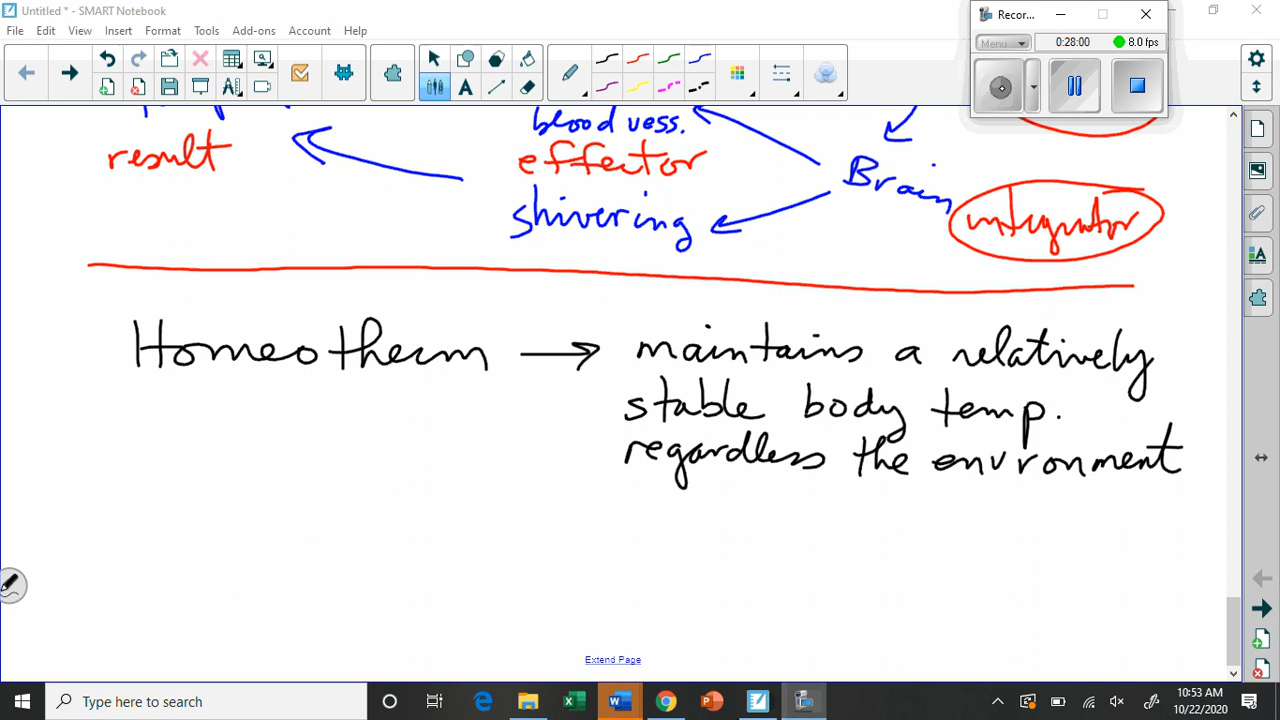 Untitled * - SMART Notebook
Recor...
File Edit View Insert Format Tools Add-ons Account Help
Menu 0:28:00 8.0 fps
blood vess.
result
effector
Brain
shivering
integrator
Homeotherm → maintains a relatively
stable body temp.
regardless the environment
Extend Page
Type here to search
10:53 AM
10/22/2020